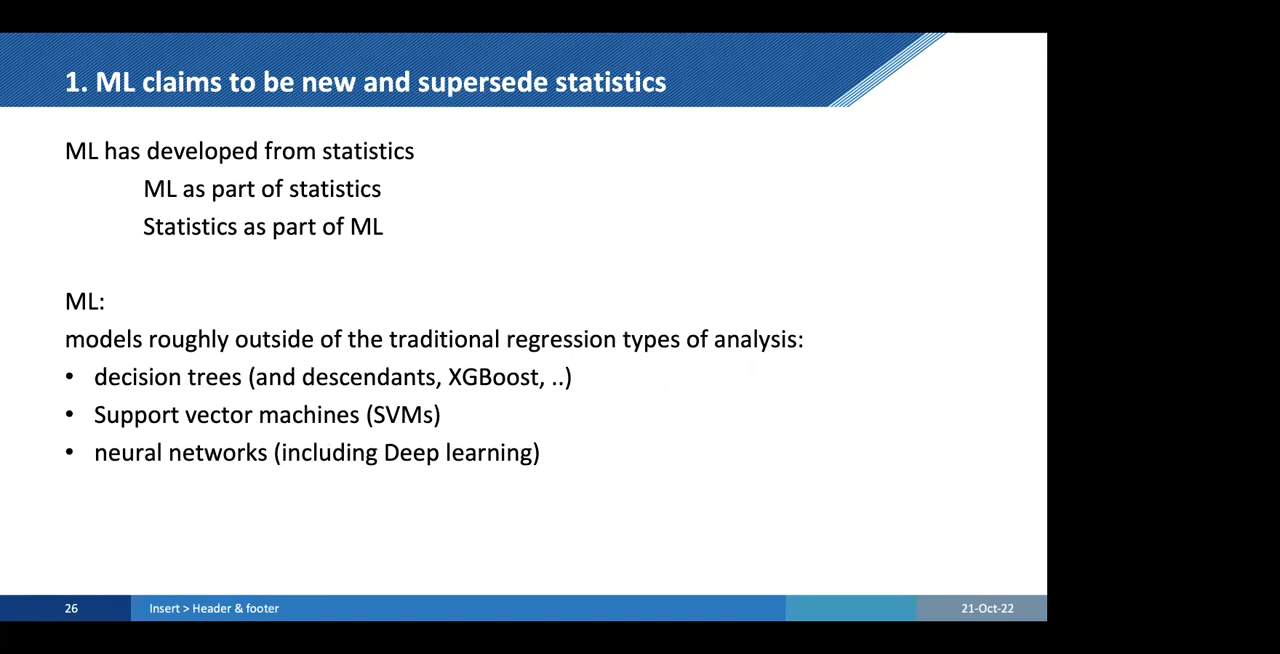 1. ML claims to be new and supersede statistics
ML has developed from statistics
ML as part of statistics
Statistics as part of ML
ML:
models roughly outside of the traditional regression types of analysis:
• decision trees (and descendants, XGBoost, ..)
• Support vector machines (SVMs)
• neural networks (including Deep learning)
26 Insert > Header & footer 21-Oct-22